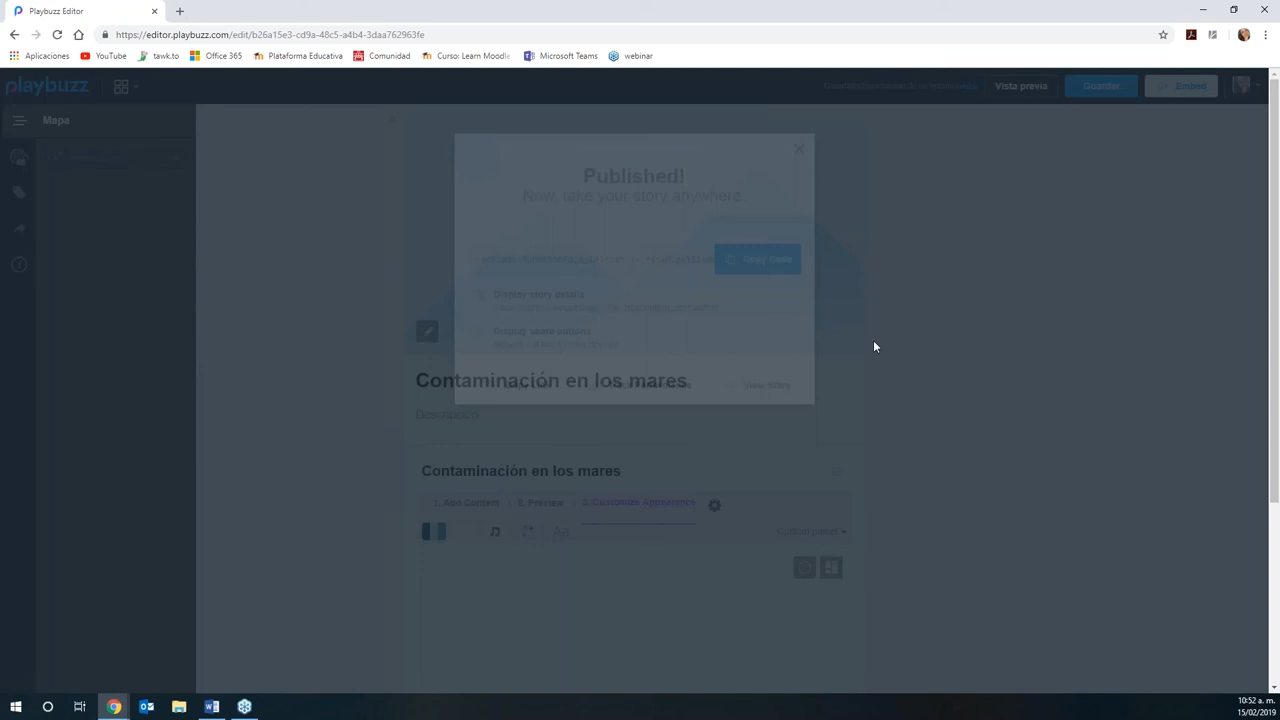 Playbuzz Editor
https://editor.playbuzz.com/edit/b26a15e3-cd9a-48c5-a4b4-3daa762963fe
Aplicaciones YouTube tawk.to Office 365 Plataforma Educativa Comunidad Curso: Learn Moodle Microsoft Teams webinar
playbuzz Vista previa Guardar Embed
Mapa
Published!
Now, take your story anywhere.
Copy Code
Display story details
Display share buttons
Contaminación en los mares
View Story
Descripción
Contaminación en los mares
1. Add Content 2. Preview 3. Customize Appearance
Aa
10:52 a. m.
15/02/2019